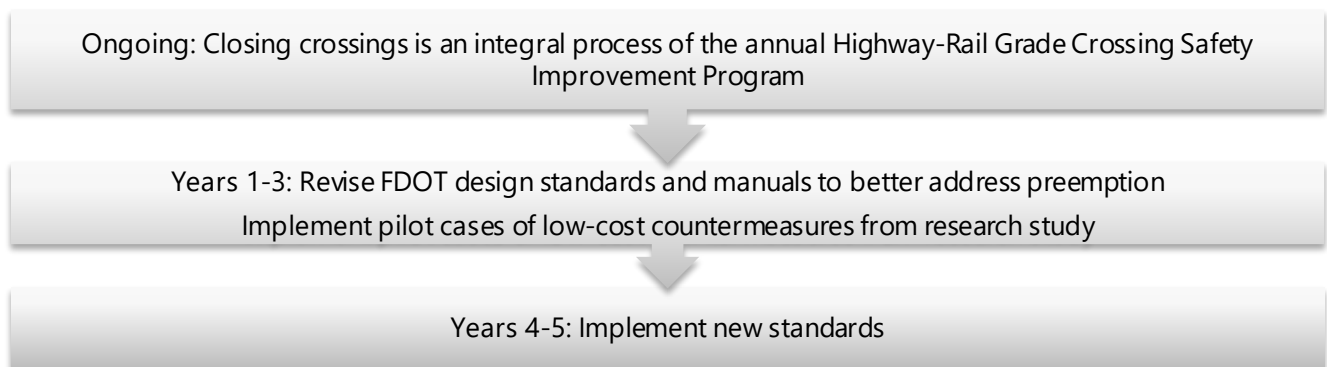 Ongoing: Closing crossings is an integral process of the annual Highway-Rail Grade Crossing Safety
Improvement Program
Years 1-3: Revise FDOT design standards and manuals to better address preemption
Implement pilot cases of low-cost countermeasures from research study
Years 4-5: Implement new standards